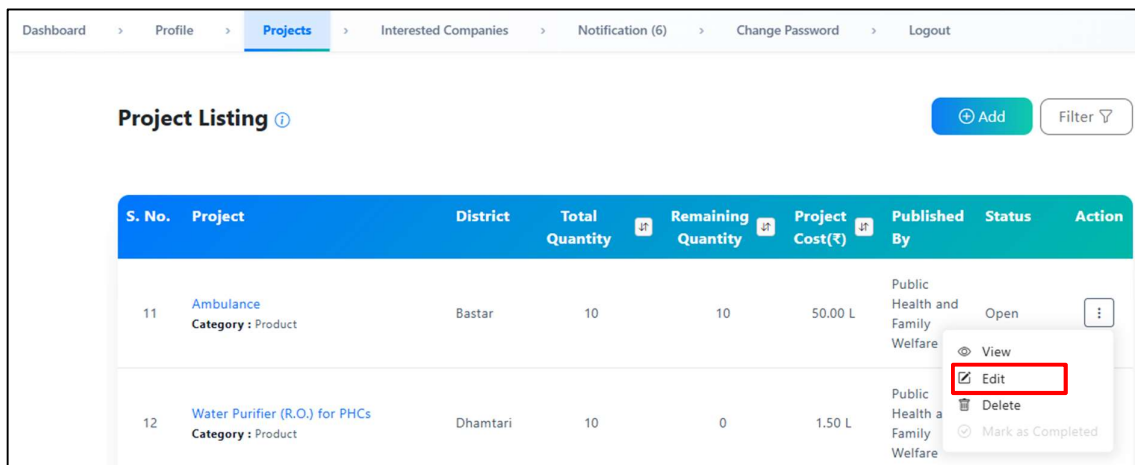 Dashboard > Profile > Projects > Interested Companies > Notification (6) > Change Password > Logout
Project Listing
Add
Filter
S. No. Project District Total Quantity Remaining Quantity Project Cost(₹) Published By Status Action
11 Ambulance Bastar 10 10 50.00 L Public Health and Family Welfare Open
Category : Product
View
Edit
Delete
Mark as Completed
12 Water Purifier (R.O.) for PHCs Dhamtari 10 0 1.50 L Public Health Family Welfare
Category : Product